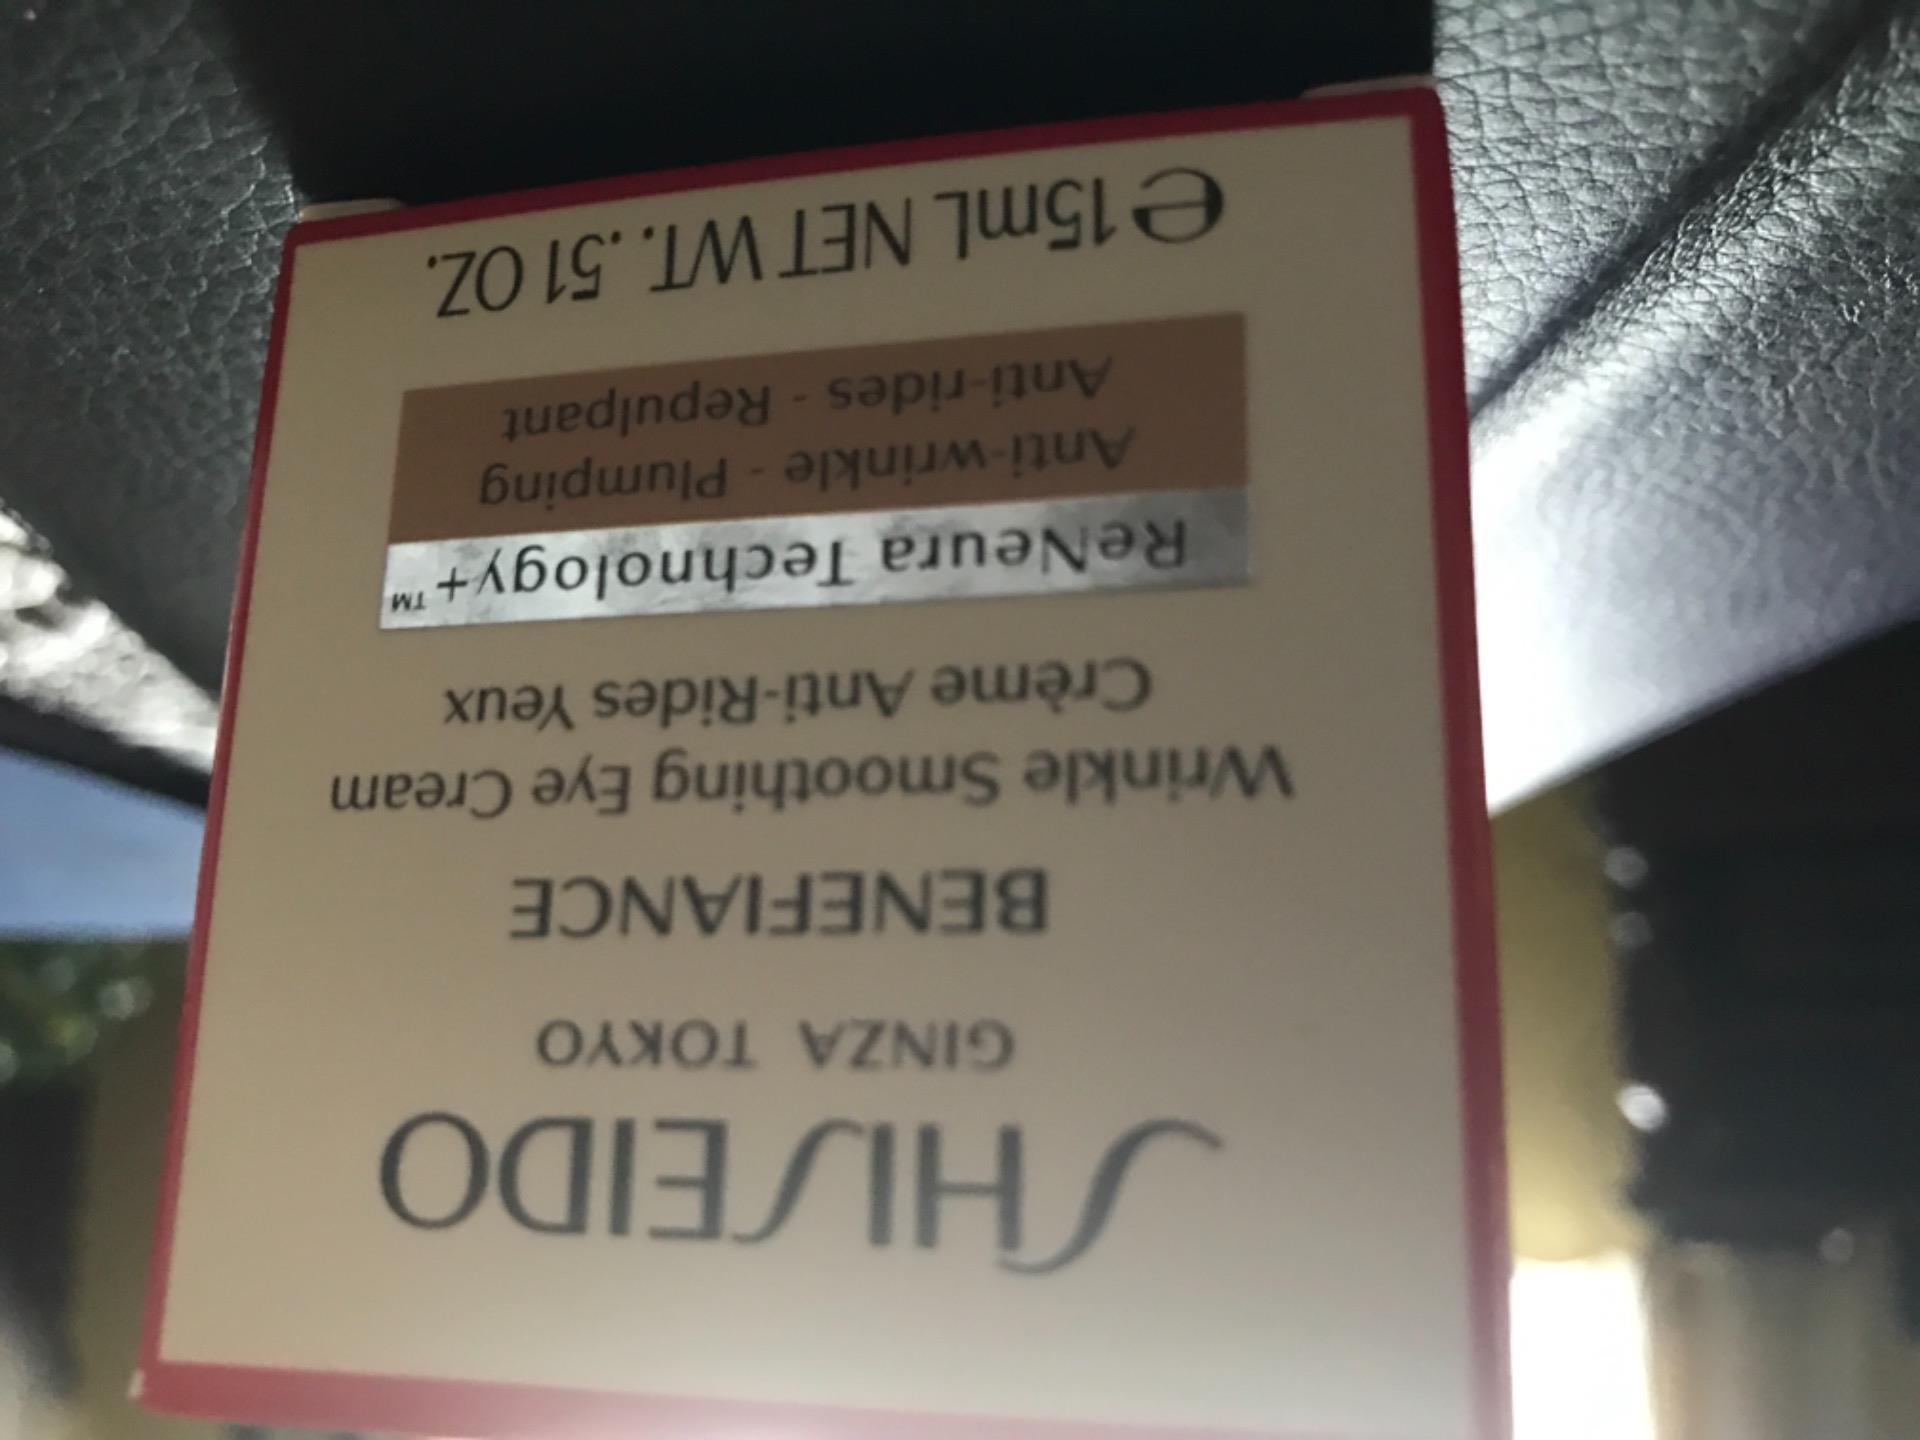 SHISEIDO
GINZA TOKYO
BENEFIANCE
Wrinkle Smoothing Eye Cream
Crème Anti-Rides Yeux
ReNeura Technology+™
Anti-wrinkle - Plumping
Anti-rides - Repulpant
℮15mL NET WT. .51 OZ.